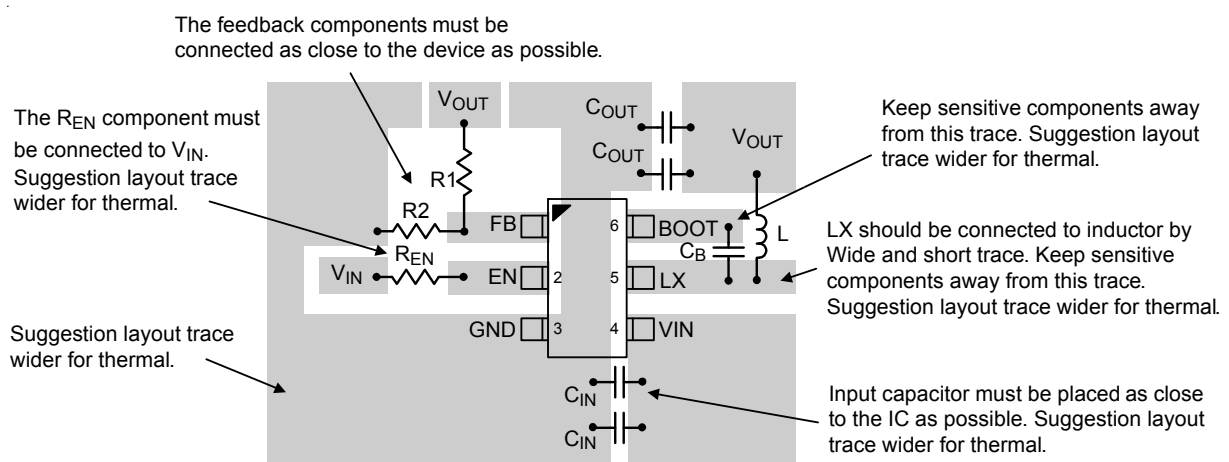 The feedback components must be
connected as close to the device as possible.
The REN component must
be connected to VIN.
Suggestion layout trace
wider for thermal.
Suggestion layout trace
wider for thermal.
VOUT
R1
R2
REN
VIN
FB
EN
2
GND
3
COUT
COUT
VOUT
6
BOOT
CB
L
5
LX
4
VIN
CIN
CIN
Keep sensitive components away
from this trace. Suggestion layout
trace wider for thermal.
LX should be connected to inductor by
Wide and short trace. Keep sensitive
components away from this trace.
Suggestion layout trace wider for thermal.
Input capacitor must be placed as close
to the IC as possible. Suggestion layout
trace wider for thermal.